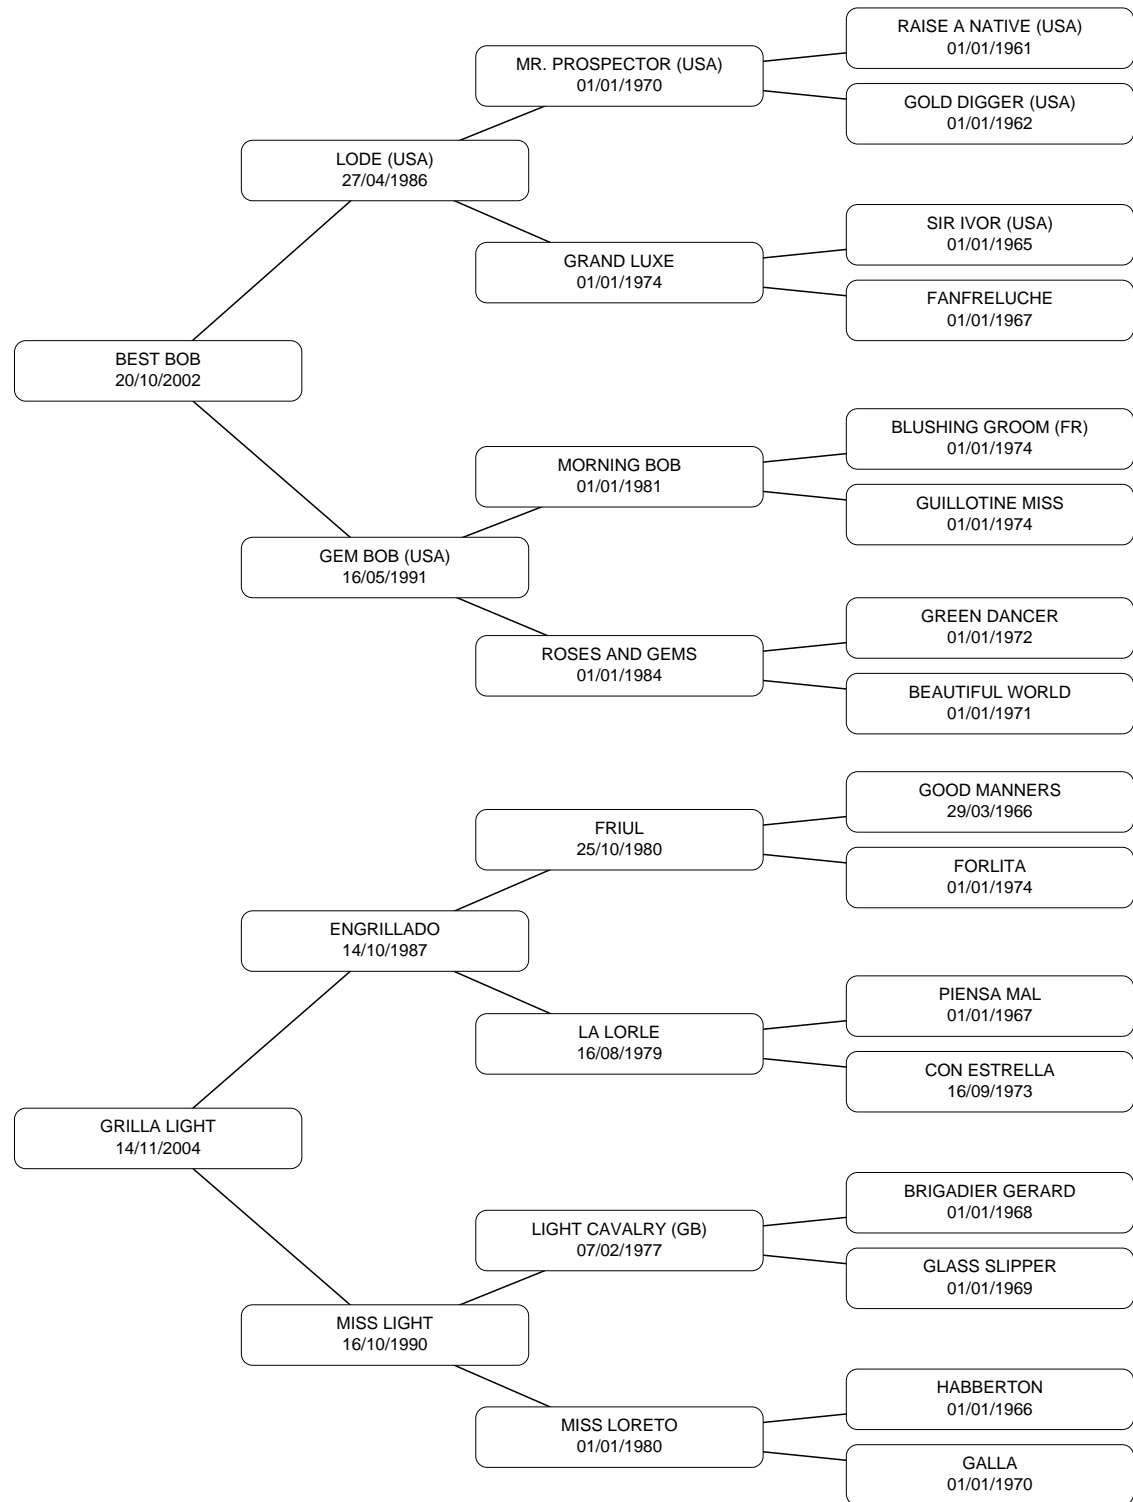 RAISE A NATIVE (USA)
01/01/1961
MR. PROSPECTOR (USA)
01/01/1970
GOLD DIGGER (USA)
01/01/1962
LODE (USA)
27/04/1986
SIR IVOR (USA)
01/01/1965
GRAND LUXE
01/01/1974
FANFRELUCHE
01/01/1967
BEST BOB
20/10/2002
BLUSHING GROOM (FR)
01/01/1974
MORNING BOB
01/01/1981
GUILLOTINE MISS
01/01/1974
GEM BOB (USA)
16/05/1991
GREEN DANCER
01/01/1972
ROSES AND GEMS
01/01/1984
BEAUTIFUL WORLD
01/01/1971
GOOD MANNERS
29/03/1966
FRIUL
25/10/1980
FORLITA
01/01/1974
ENGRILLADO
14/10/1987
PIENSA MAL
01/01/1967
LA LORLE
16/08/1979
CON ESTRELLA
16/09/1973
GRILLA LIGHT
14/11/2004
BRIGADIER GERARD
01/01/1968
LIGHT CAVALRY (GB)
07/02/1977
GLASS SLIPPER
01/01/1969
MISS LIGHT
16/10/1990
HABBERTON
01/01/1966
MISS LORETO
01/01/1980
GALLA
01/01/1970